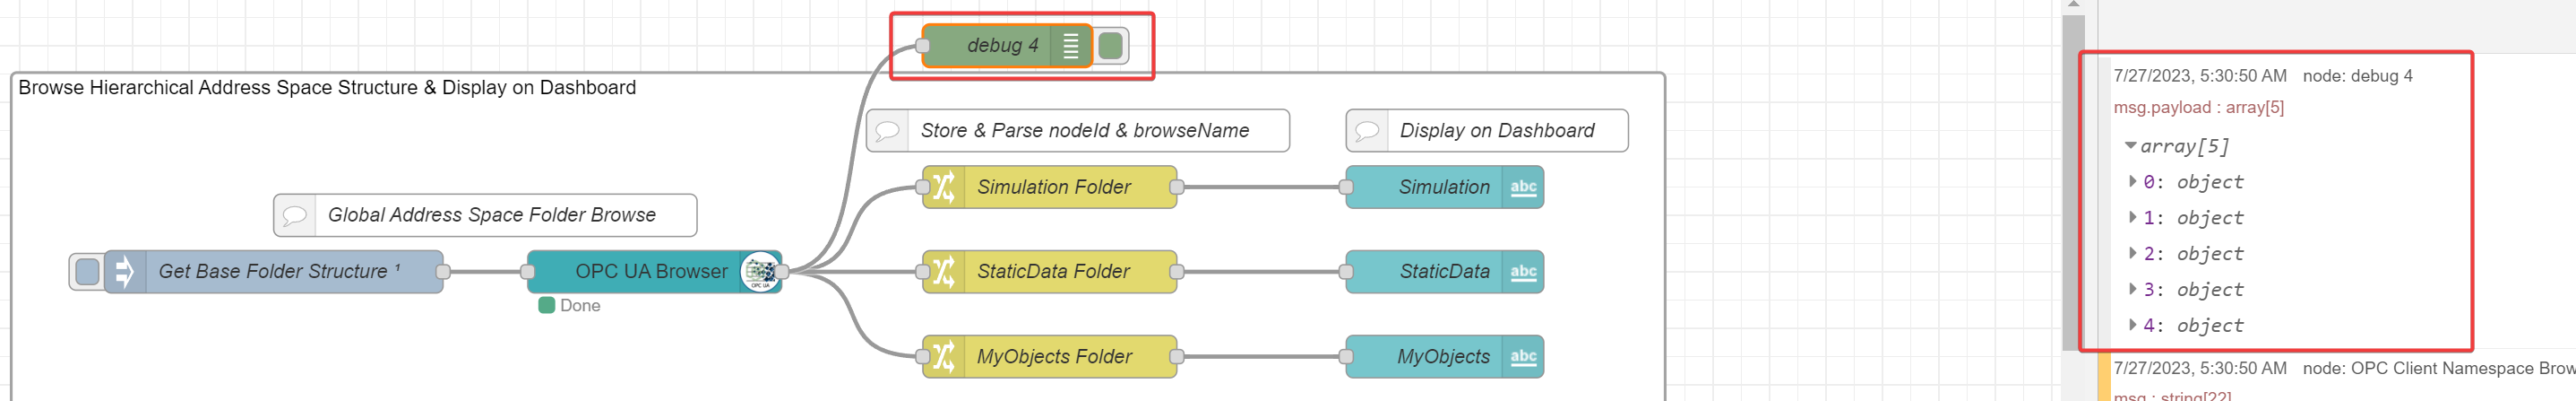 debug 4
Browse Hierarchical Address Space Structure & Display on Dashboard
Store & Parse nodeId & browseName
Display on Dashboard
Simulation Folder
Simulation abc
Global Address Space Folder Browse
Get Base Folder Structure ¹
OPC UA Browser
OPC UA
StaticData Folder
StaticData abc
Done
MyObjects Folder
MyObjects abc
7/27/2023, 5:30:50 AM node: debug 4
msg.payload : array[5]
array[5]
0: object
1: object
2: object
3: object
4: object
7/27/2023, 5:30:50 AM node: OPC Client Namespace Brow
msg : string[22]